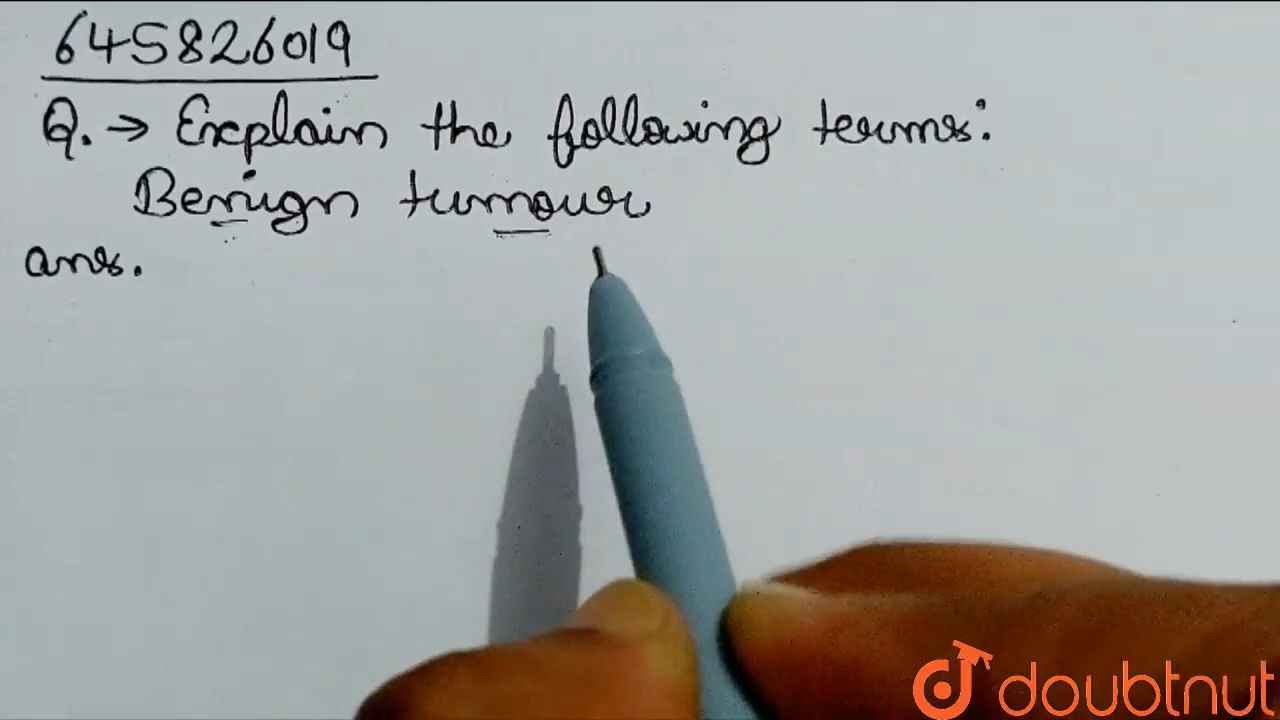 645826019
Q. → Explain the following terms:
Benign tumour
ans.
doubtnut